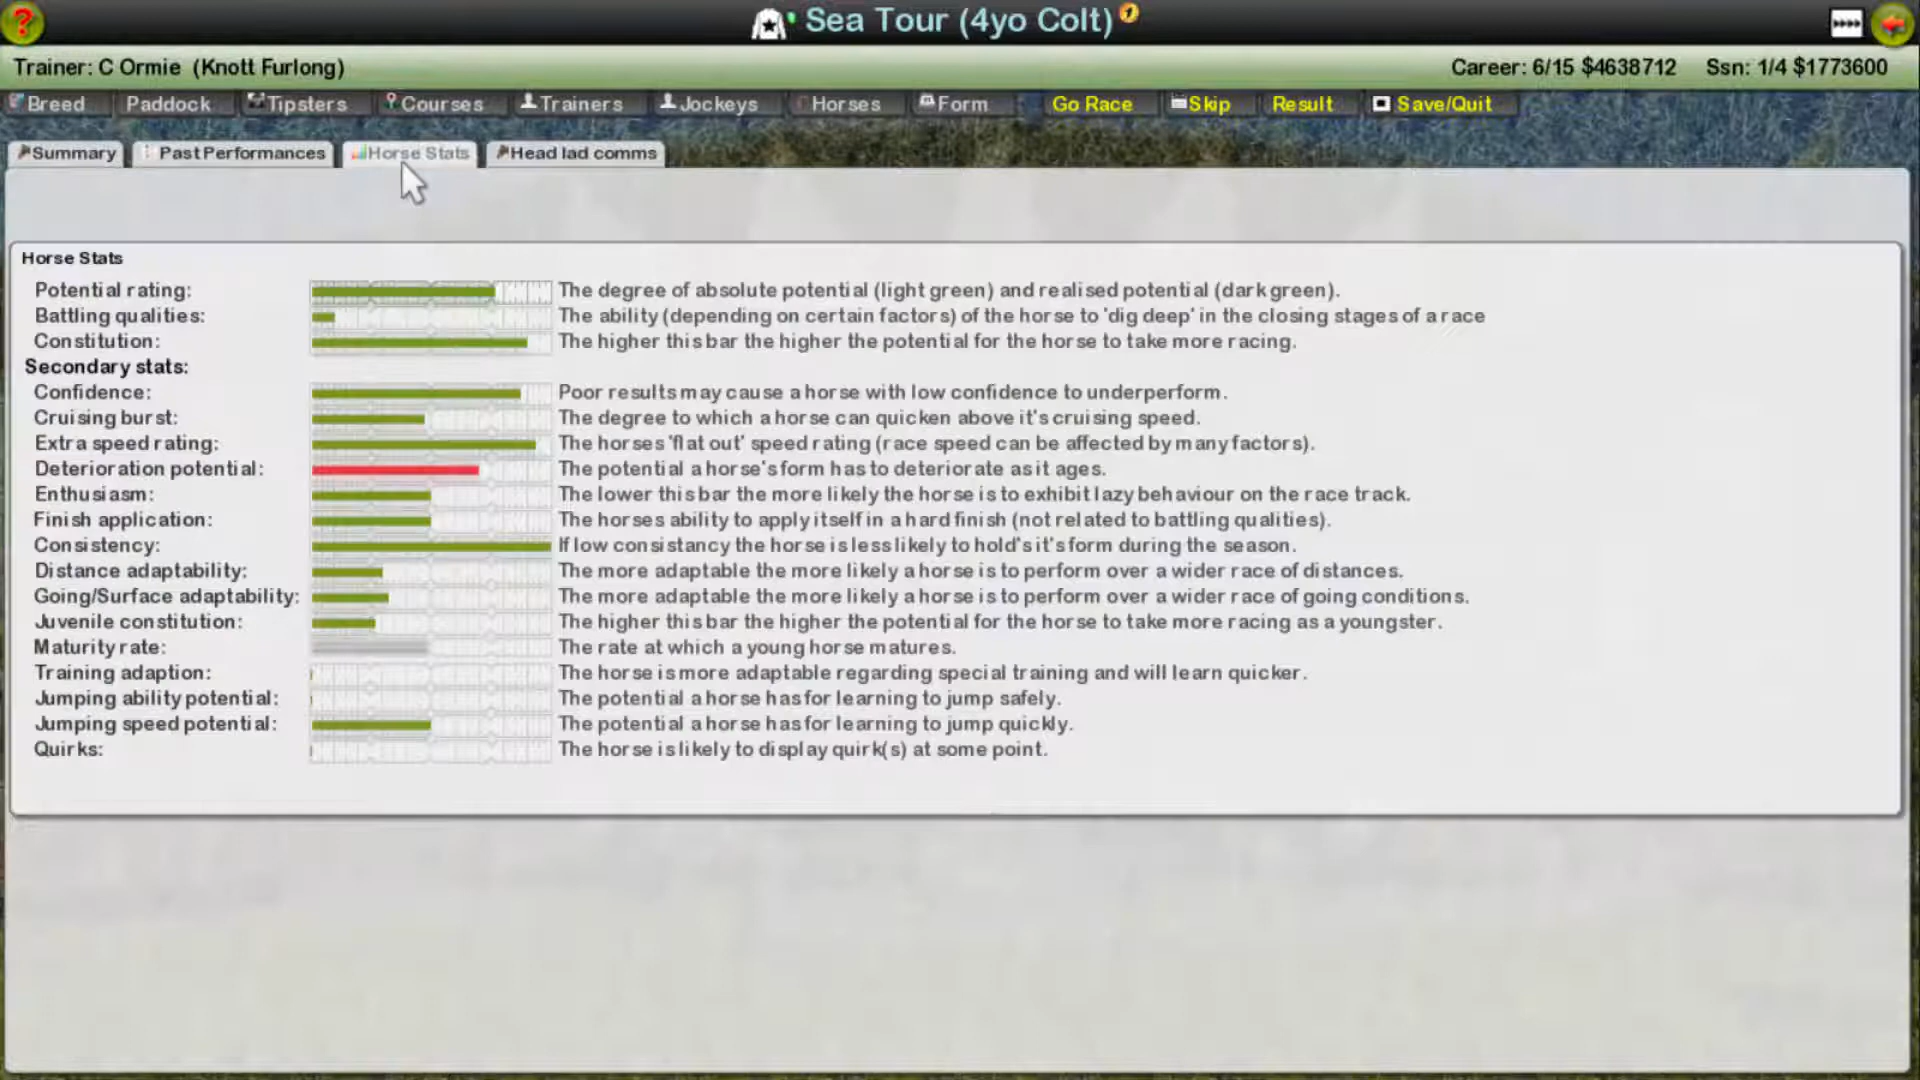 Sea Tour (4yo Colt)
Trainer: C Ormie (Knott Furlong) Career: 6/15 $4638712 Ssn: 1/4 $1773600
Breed Paddock Tipsters Courses Trainers Jockeys Horses Form Go Race Skip Result Save/Quit
Summary Past Performances Horse Stats Head lad comms
Horse Stats
Potential rating: The degree of absolute potential (light green) and realised potential (dark green).
Battling qualities: The ability (depending on certain factors) of the horse to 'dig deep' in the closing stages of a race
Constitution: The higher this bar the higher the potential for the horse to take more racing.
Secondary stats:
Confidence: Poor results may cause a horse with low confidence to underperform.
Cruising burst: The degree to which a horse can quicken above it's cruising speed.
Extra speed rating: The horses 'flat out' speed rating (race speed can be affected by many factors).
Deterioration potential: The potential a horse's form has to deteriorate as it ages.
Enthusiasm: The lower this bar the more likely the horse is to exhibit lazy behaviour on the race track.
Finish application: The horses ability to apply itself in a hard finish (not related to battling qualities).
Consistency: If low consistancy the horse is less likely to hold's it's form during the season.
Distance adaptability: The more adaptable the more likely a horse is to perform over a wider race of distances.
Going/Surface adaptability: The more adaptable the more likely a horse is to perform over a wider race of going conditions.
Juvenile constitution: The higher this bar the higher the potential for the horse to take more racing as a youngster.
Maturity rate: The rate at which a young horse matures.
Training adaption: The horse is more adaptable regarding special training and will learn quicker.
Jumping ability potential: The potential a horse has for learning to jump safely.
Jumping speed potential: The potential a horse has for learning to jump quickly.
Quirks: The horse is likely to display quirk(s) at some point.